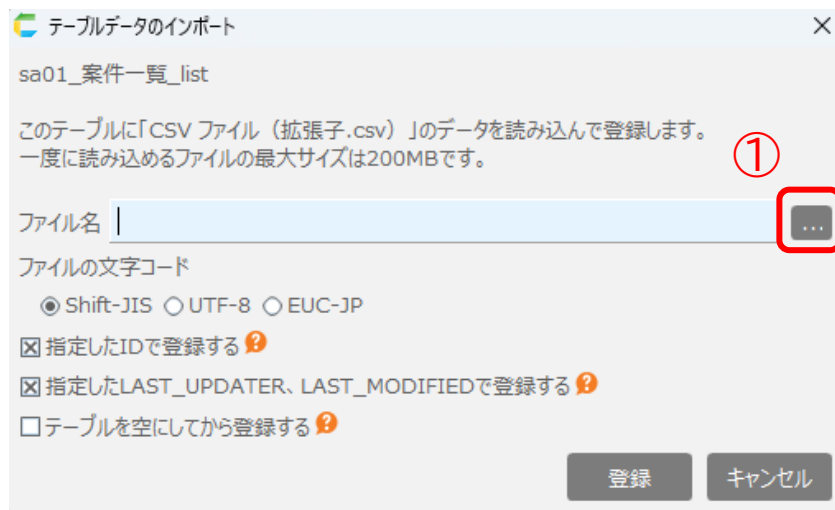 テーブルデータのインポート
sa01_案件一覧_list
このテーブルに「CSV ファイル（拡張子.csv）」のデータを読み込んで登録します。
一度に読み込めるファイルの最大サイズは200MBです。
①
ファイル名 ...
ファイルの文字コード
Shift-JIS UTF-8 EUC-JP
指定したIDで登録する ?
指定したLAST_UPDATER、LAST_MODIFIEDで登録する ?
テーブルを空にしてから登録する ?
登録 キャンセル